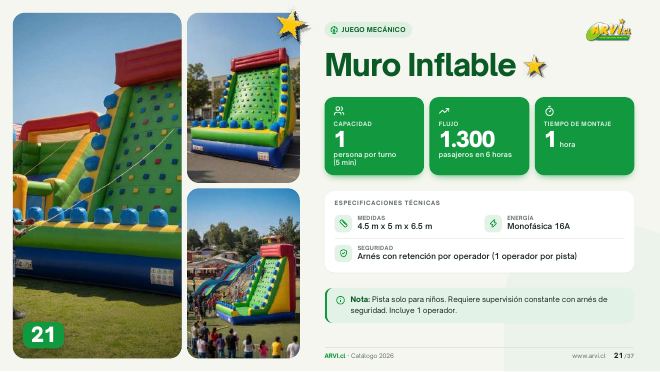 JUEGO MECÁNICO
ARVI.CL
Muro Inflable
CAPACIDAD
1
persona por turno
(5 min)
FLUJO
1.300
pasajeros en 6 horas
TIEMPO DE MONTAJE
1 hora
ESPECIFICACIONES TÉCNICAS
MEDIDAS
4.5 m x 5 m x 6.5 m
ENERGÍA
Monofásica 16A
SEGURIDAD
Arnés con retención por operador (1 operador por pista)
Nota: Pista solo para niños. Requiere supervisión constante con arnés de
seguridad. Incluye 1 operador.
21
ARVI.cl · Catálogo 2026
www.arvi.cl 21 /37